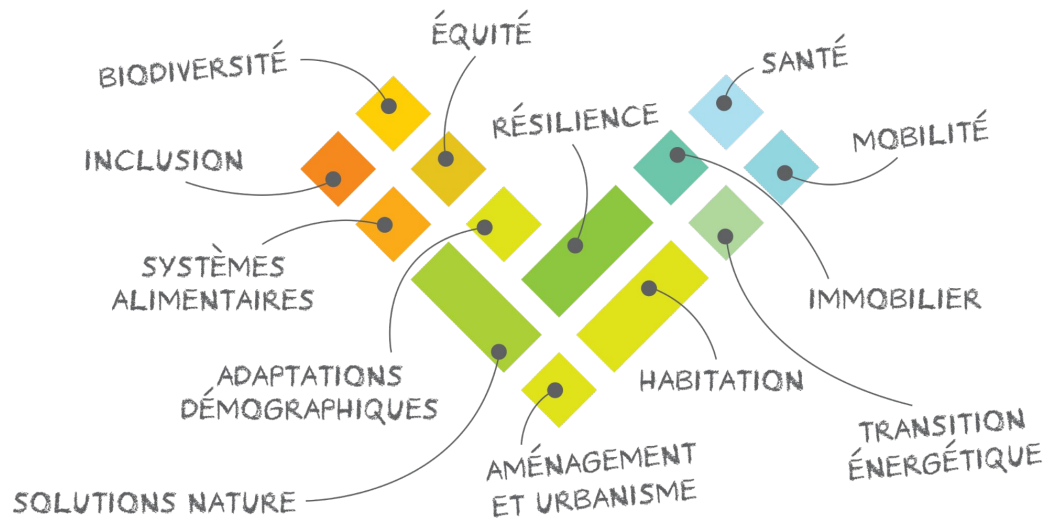 ÉQUITÉ
BIODIVERSITÉ
SANTÉ
RÉSILIENCE
MOBILITÉ
INCLUSION
SYSTÈMES
ALIMENTAIRES
IMMOBILIER
ADAPTATIONS
DÉMOGRAPHIQUES
HABITATION
TRANSITION
ÉNERGÉTIQUE
AMÉNAGEMENT
ET URBANISME
SOLUTIONS NATURE